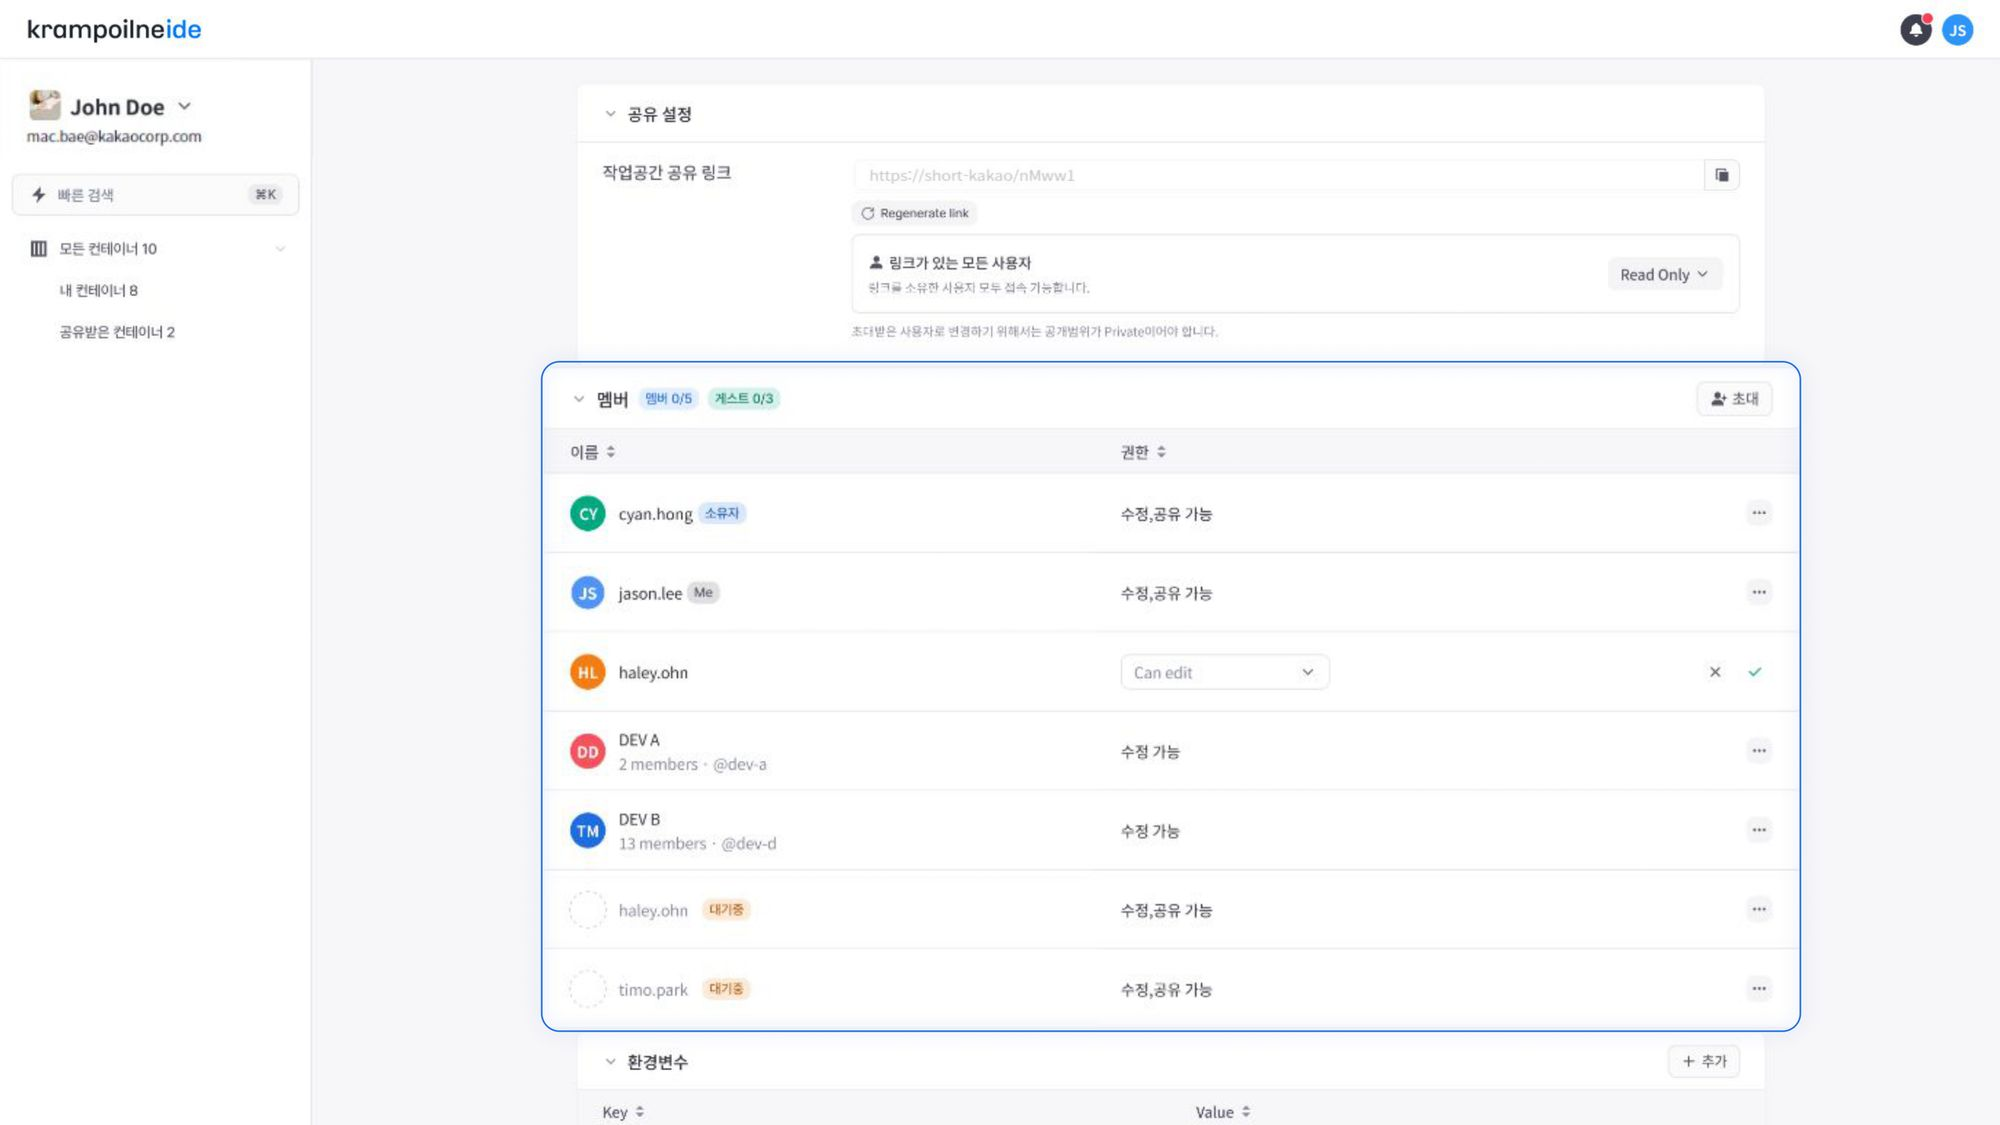 krampoilneide
JS
John Doe
mac.bae@kakaocorp.com
빠른 검색
⌘K
모든 컨테이너 10
내 컨테이너 8
공유받은 컨테이너 2
공유 설정
작업공간 공유 링크
https://short-kakao/nMww1
Regenerate link
링크가 있는 모든 사용자
링크를 소유한 사용자 모두 접속 가능합니다.
Read Only
초대받은 사용자로 변경하기 위해서는 공개범위가 Private이어야 합니다.
멤버 멤버 0/5 게스트 0/3
초대
이름 권한
CY cyan.hong 소유자 수정,공유 가능
JS jason.lee Me 수정,공유 가능
HL haley.ohn Can edit
DD DEV A 수정 가능
2 members · @dev-a
TM DEV B 수정 가능
13 members · @dev-d
haley.ohn 대기중 수정,공유 가능
timo.park 대기중 수정,공유 가능
환경변수
+ 추가
Key Value